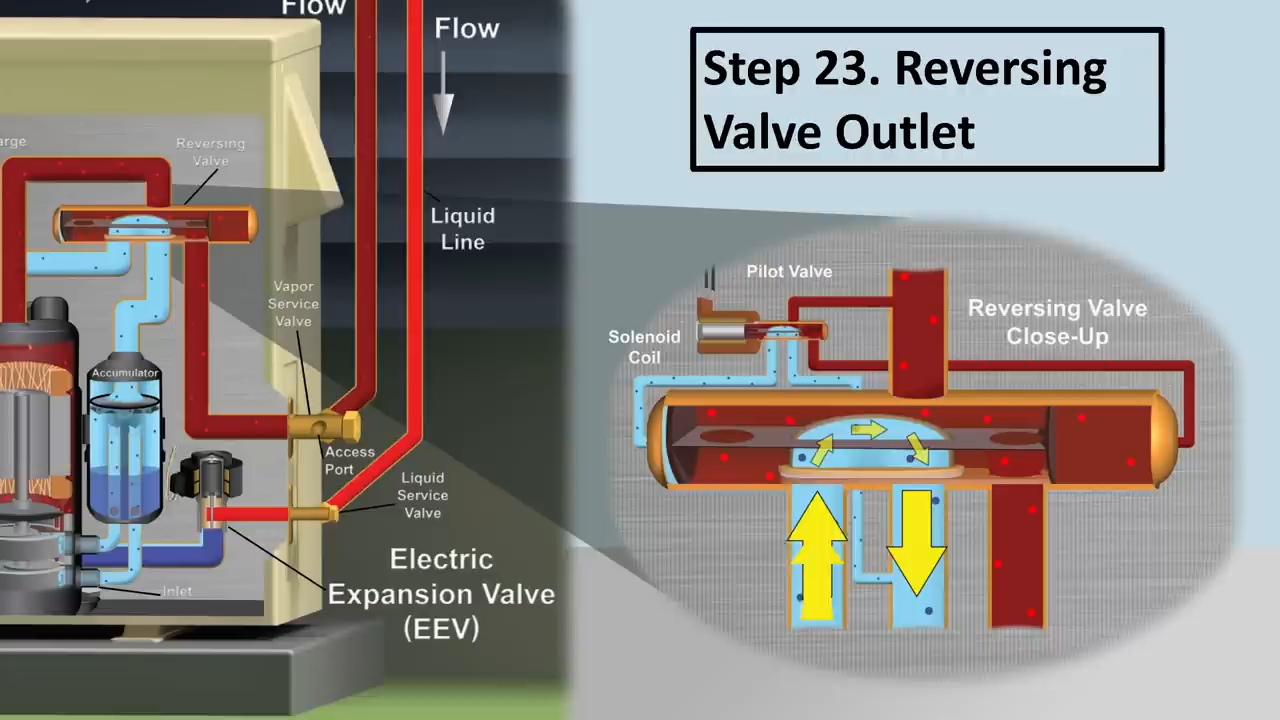 Flow
Flow
Step 23. Reversing
Valve Outlet
Reversing
Valve
Liquid
Line
Vapor
Service
Valve
Accumulator
Access
Port
Liquid
Service
Valve
Electric
Expansion Valve
(EEV)
Inlet
Pilot Valve
Solenoid
Coil
Reversing Valve
Close-Up